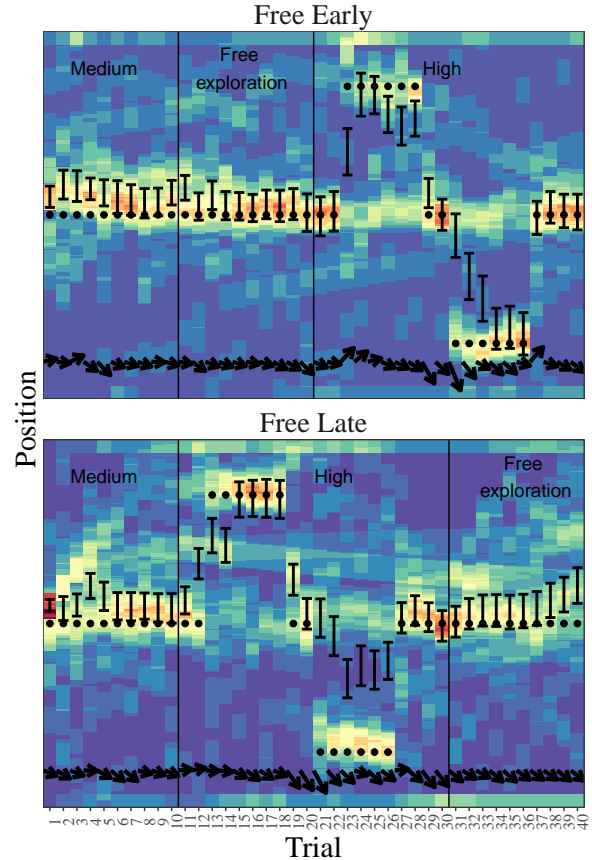 Free Early
Medium
Free
exploration
High
Position
Free Late
Medium
High
Free
exploration
1 2 3 4 5 6 7 8 9 10 11 12 13 14 15 16 17 18 19 20 21 22 23 24 25 26 27 28 29 30 31 32 33 34 35 36 37 38 39 40
Trial